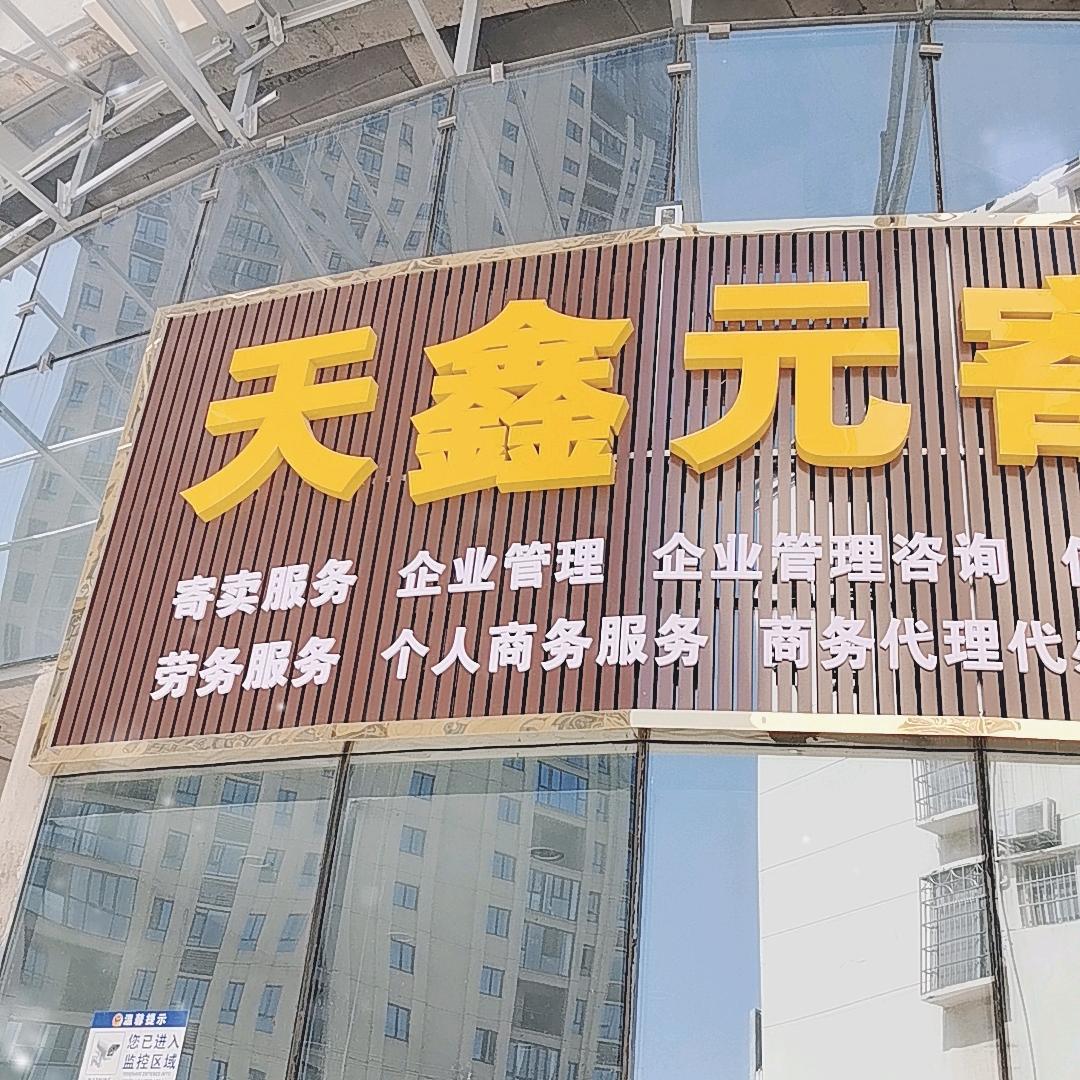 天鑫元
寄卖服务 企业管理 企业管理咨询
劳务服务 个人商务服务 商务代理代
温馨提示
您已进入
监控区域